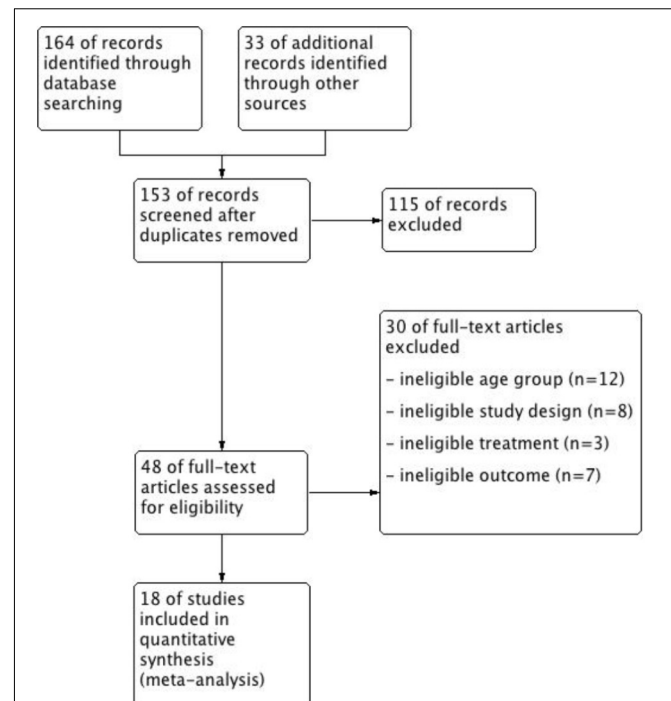 164 of records
identified through
database
searching
33 of additional
records identified
through other
sources
153 of records
screened after
duplicates removed
115 of records
excluded
30 of full-text articles
excluded
- ineligible age group (n=12)
- ineligible study design (n=8)
- ineligible treatment (n=3)
- ineligible outcome (n=7)
48 of full-text
articles assessed
for eligibility
18 of studies
included in
quantitative
synthesis
(meta-analysis)